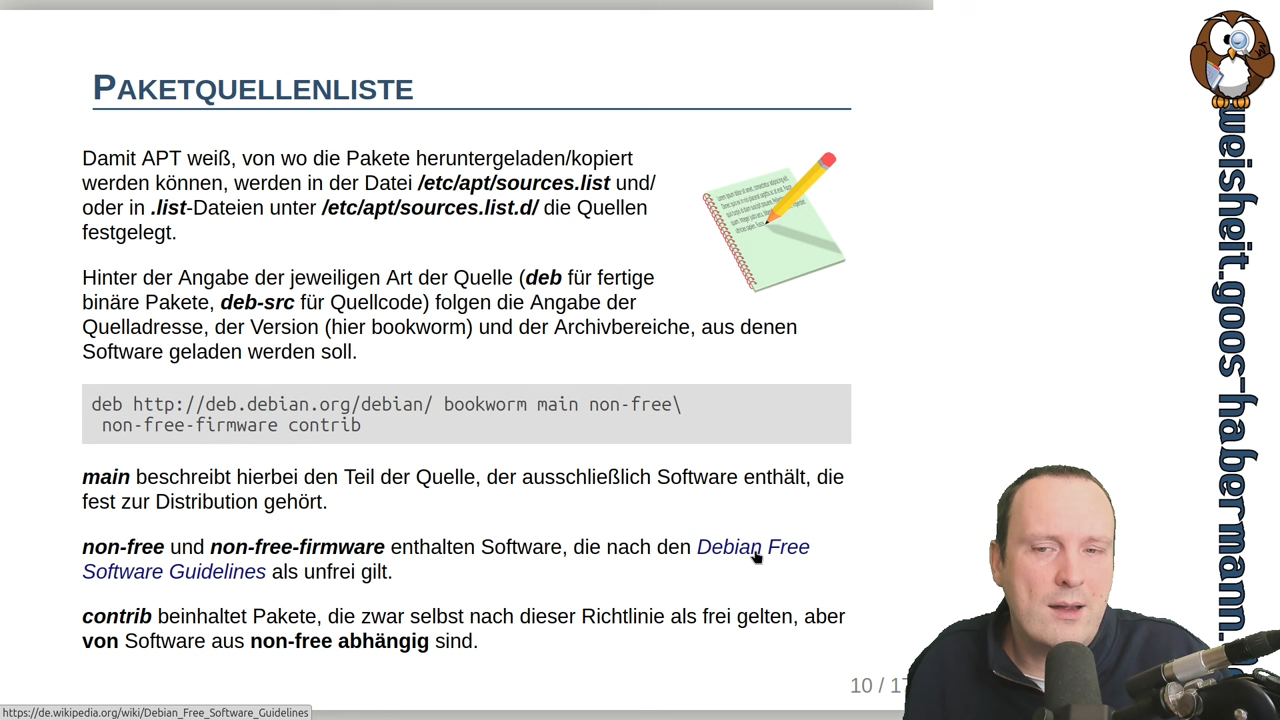 PAKETQUELLENLISTE
Damit APT weiß, von wo die Pakete heruntergeladen/kopiert
werden können, werden in der Datei /etc/apt/sources.list und/
oder in .list-Dateien unter /etc/apt/sources.list.d/ die Quellen
festgelegt.
Hinter der Angabe der jeweiligen Art der Quelle (deb für fertige
binäre Pakete, deb-src für Quellcode) folgen die Angabe der
Quelladresse, der Version (hier bookworm) und der Archivbereiche, aus denen
Software geladen werden soll.
deb http://deb.debian.org/debian/ bookworm main non-free\
non-free-firmware contrib
main beschreibt hierbei den Teil der Quelle, der ausschließlich Software enthält, die
fest zur Distribution gehört.
non-free und non-free-firmware enthalten Software, die nach den Debian Free
Software Guidelines als unfrei gilt.
contrib beinhaltet Pakete, die zwar selbst nach dieser Richtlinie als frei gelten, aber
von Software aus non-free abhängig sind.
10 / 17
https://de.wikipedia.org/wiki/Debian_Free_Software_Guidelines
weisheit.goos-habermann.